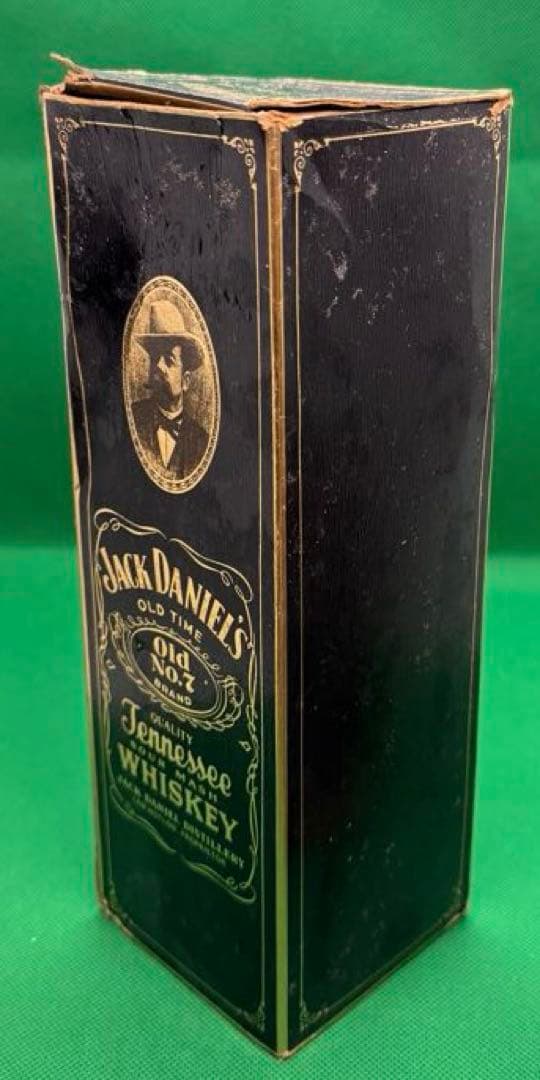 JACK DANIEL'S
OLD TIME
Old
No.7
BRAND
QUALITY
Tennessee
SOUR MASH
WHISKEY
JACK DANIEL DISTILLERY